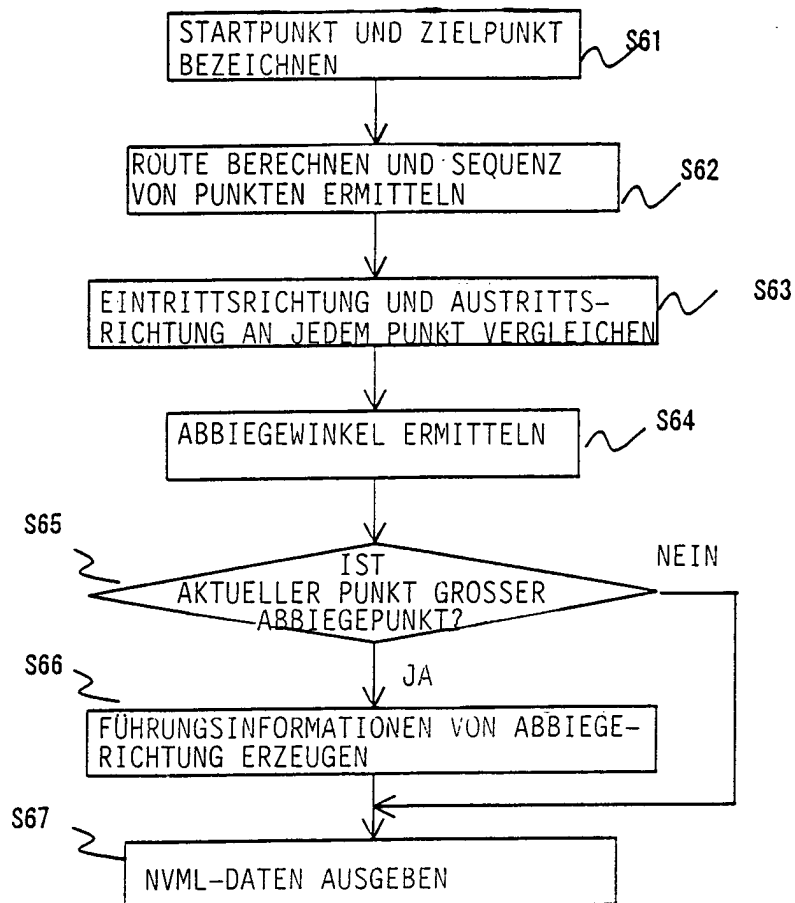 STARTPUNKT UND ZIELPUNKT
BEZEICHNEN
S61
ROUTE BERECHNEN UND SEQUENZ
VON PUNKTEN ERMITTELN
S62
EINTRITTSRICHTUNG UND AUSTRITTS-
RICHTUNG AN JEDEM PUNKT VERGLEICHEN
S63
ABBIEGEWINKEL ERMITTELN
S64
S65
IST
AKTUELLER PUNKT GROSSER
ABBIEGEPUNKT?
NEIN
JA
S66
FÜHRUNGSINFORMATIONEN VON ABBIEGE-
RICHTUNG ERZEUGEN
S67
NVML-DATEN AUSGEBEN